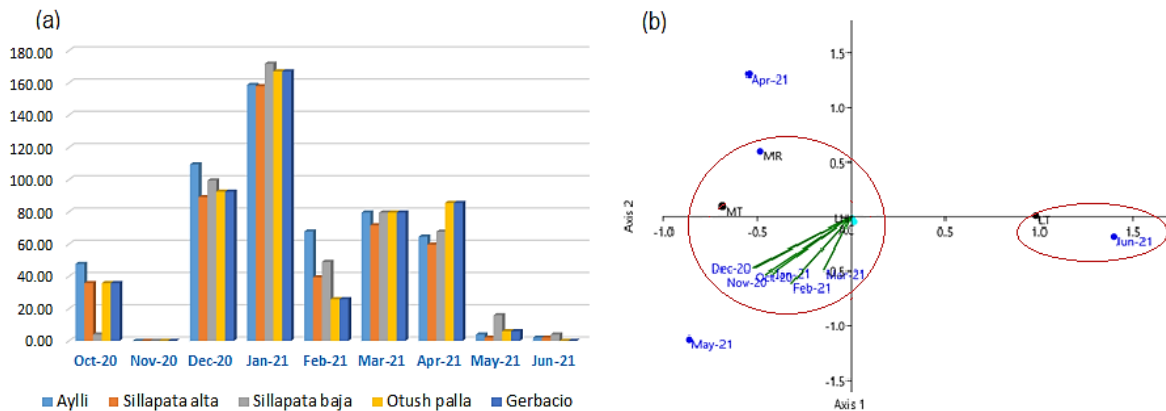 (a)
180.00
160.00
140.00
120.00
100.00
80.00
60.00
40.00
20.00
0.00
Oct-20 Nov-20 Dec-20 Jan-21 Feb-21 Mar-21 Apr-21 May-21 Jun-21
Aylli Sillapata alta Sillapata baja Otush palla Gerbacio
(b)
Axis 2
1.5
Apr-21
1.0
MR
0.5
MT
LT
-1.0 -0.5 0.5 1.0 1.5
Jun-21
Dec-20
Nov-20
Oct-20
Jan-21
Mar-21
Feb-21
-0.5
-1.0
May-21
-1.5
Axis 1